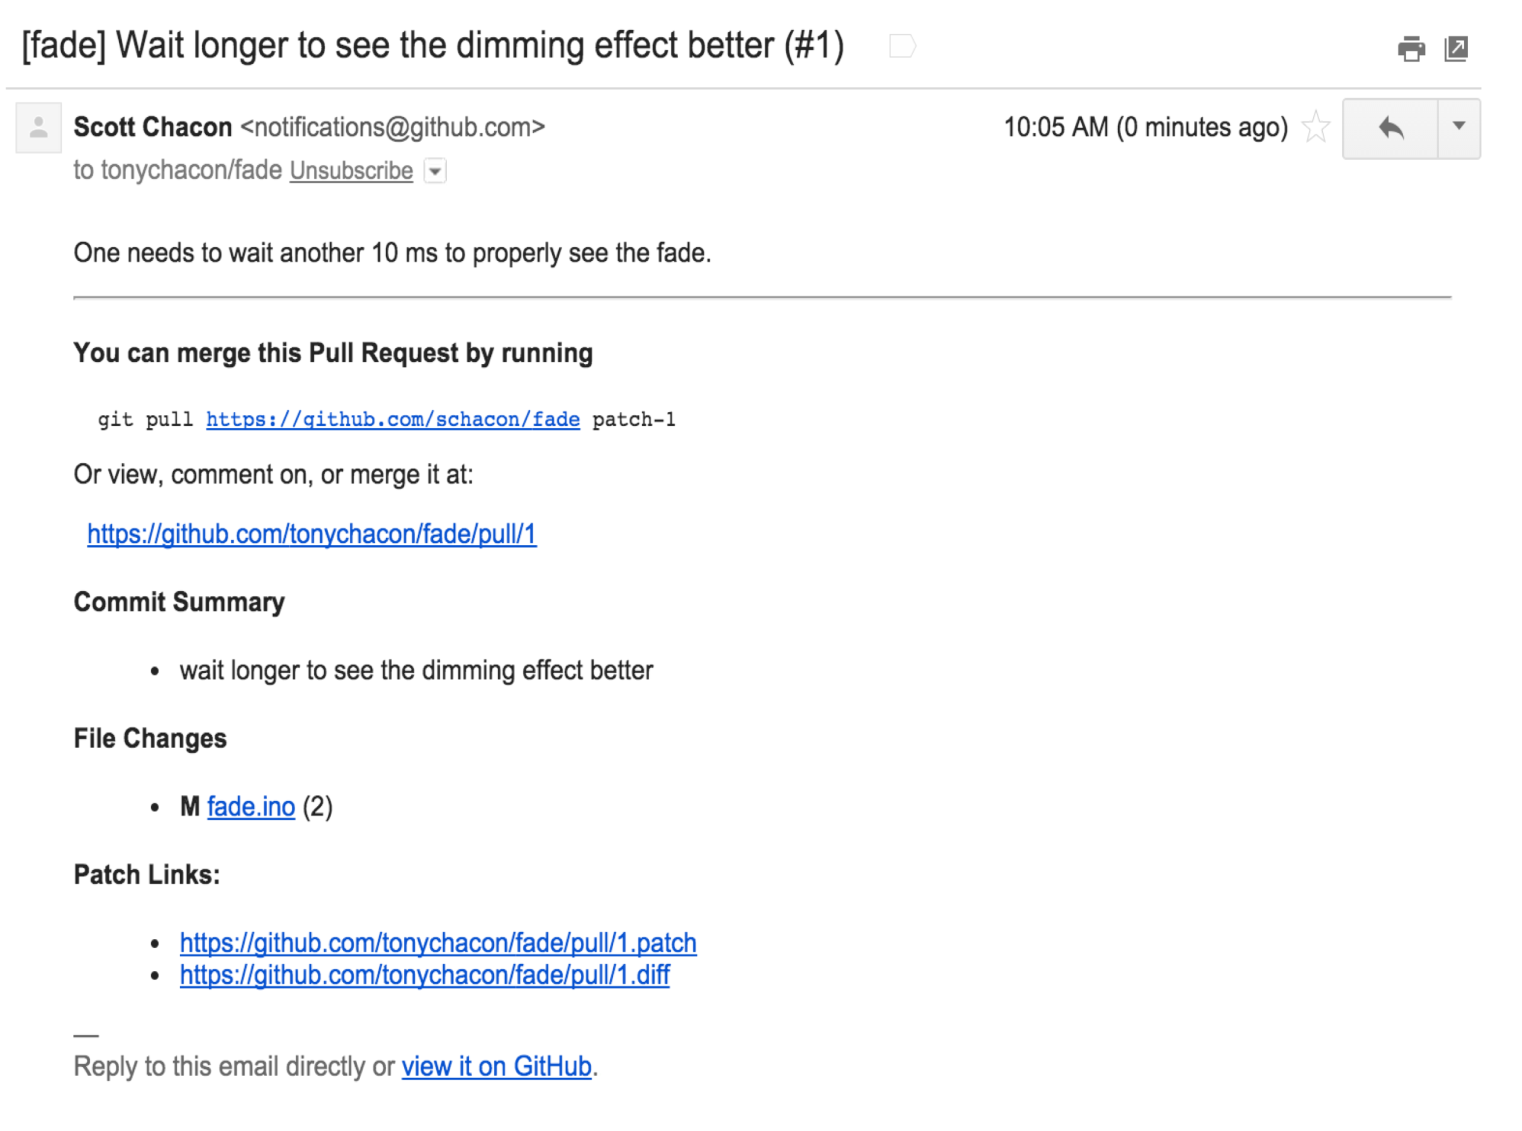 [fade] Wait longer to see the dimming effect better (#1)
Scott Chacon <notifications@github.com>
10:05 AM (0 minutes ago)
to tonychacon/fade Unsubscribe
One needs to wait another 10 ms to properly see the fade.
You can merge this Pull Request by running
git pull https://github.com/schacon/fade patch-1
Or view, comment on, or merge it at:
https://github.com/tonychacon/fade/pull/1
Commit Summary
• wait longer to see the dimming effect better
File Changes
• M fade.ino (2)
Patch Links:
• https://github.com/tonychacon/fade/pull/1.patch
• https://github.com/tonychacon/fade/pull/1.diff
—
Reply to this email directly or view it on GitHub.